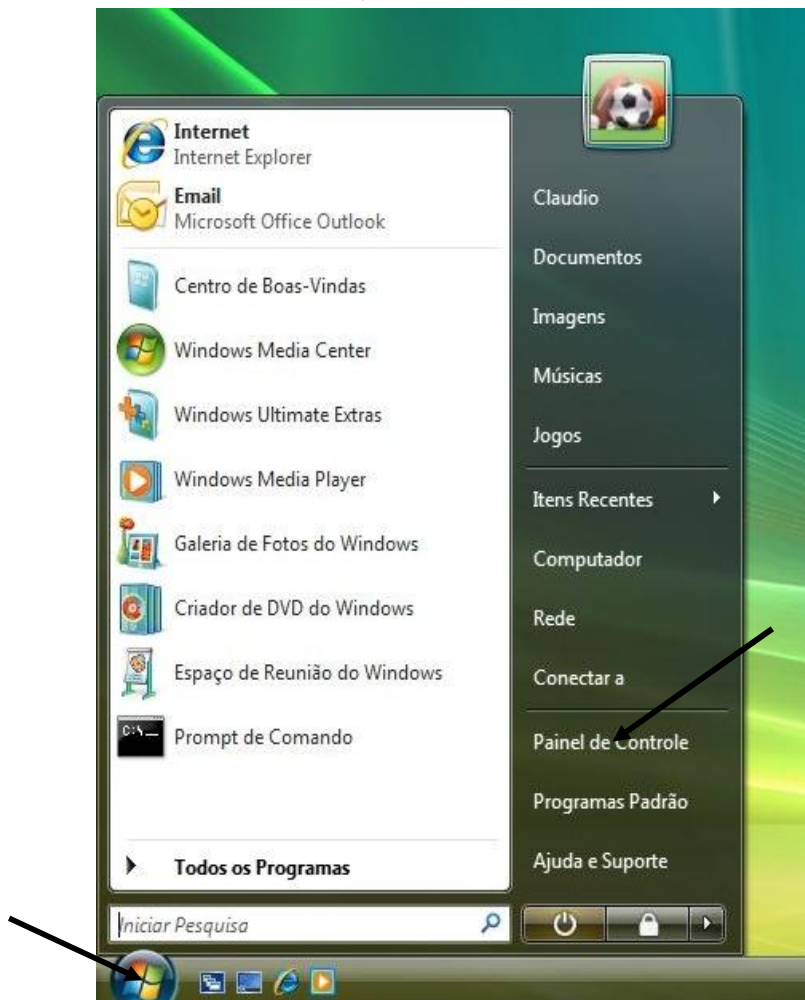 Internet
Internet Explorer
Email
Microsoft Office Outlook
Centro de Boas-Vindas
Windows Media Center
Windows Ultimate Extras
Windows Media Player
Galeria de Fotos do Windows
Criador de DVD do Windows
Espaço de Reunião do Windows
C:\
Prompt de Comando
Todos os Programas
Iniciar Pesquisa
Claudio
Documentos
Imagens
Músicas
Jogos
Itens Recentes
Computador
Rede
Conectar a
Painel de Controle
Programas Padrão
Ajuda e Suporte